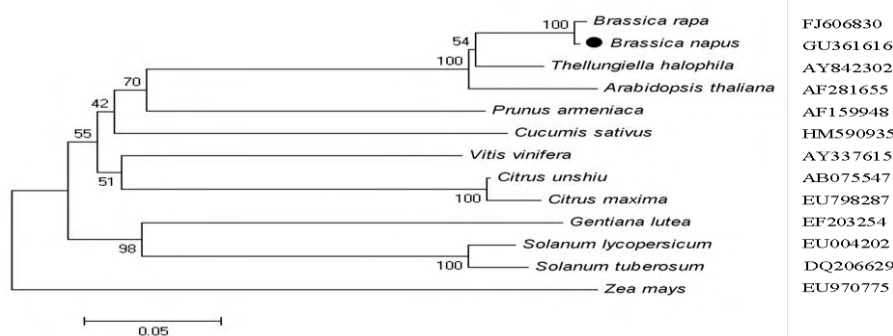 100 Brassica rapa FJ606830
54 Brassica napus GU361616
100 Thellungiella halophila AY842302
70 Arabidopsis thaliana AF281655
42 Prunus armeniaca AF159948
55 Cucumis sativus HM590935
Vitis vinifera AY337615
51 Citrus unshiu AB075547
100 Citrus maxima EU798287
Gentiana lutea EF203254
98 Solanum lycopersicum EU004202
100 Solanum tuberosum DQ206629
Zea mays EU970775
0.05